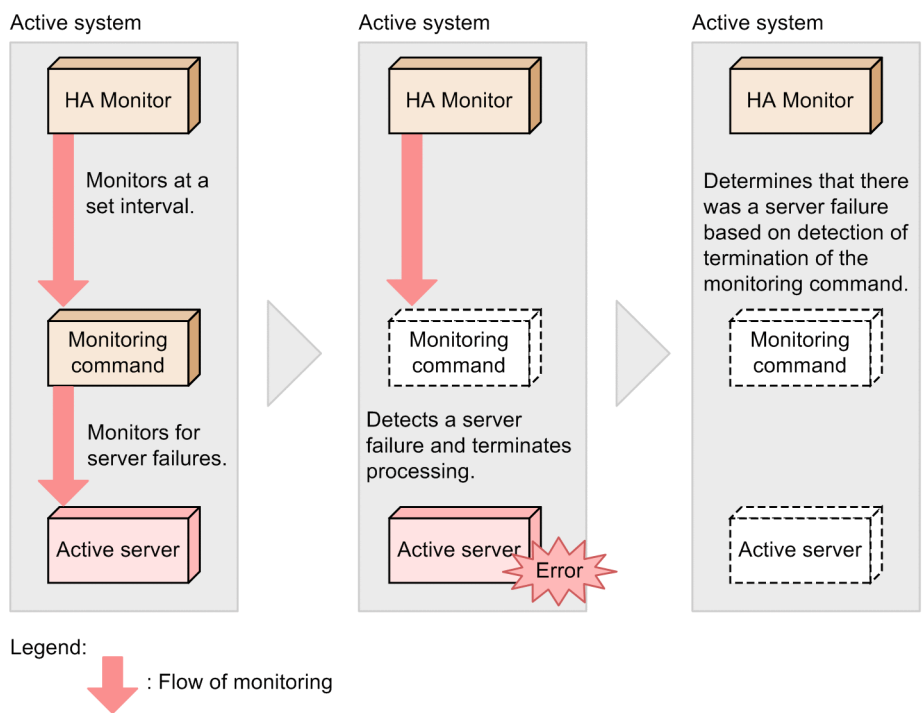 Active system
HA Monitor
Monitors at a
set interval.
Monitoring
command
Monitors for
server failures.
Active server
Active system
HA Monitor
Monitoring
command
Detects a server
failure and terminates
processing.
Active server
Error
Active system
HA Monitor
Determines that there
was a server failure
based on detection of
termination of the
monitoring command.
Monitoring
command
Active server
Legend:
: Flow of monitoring